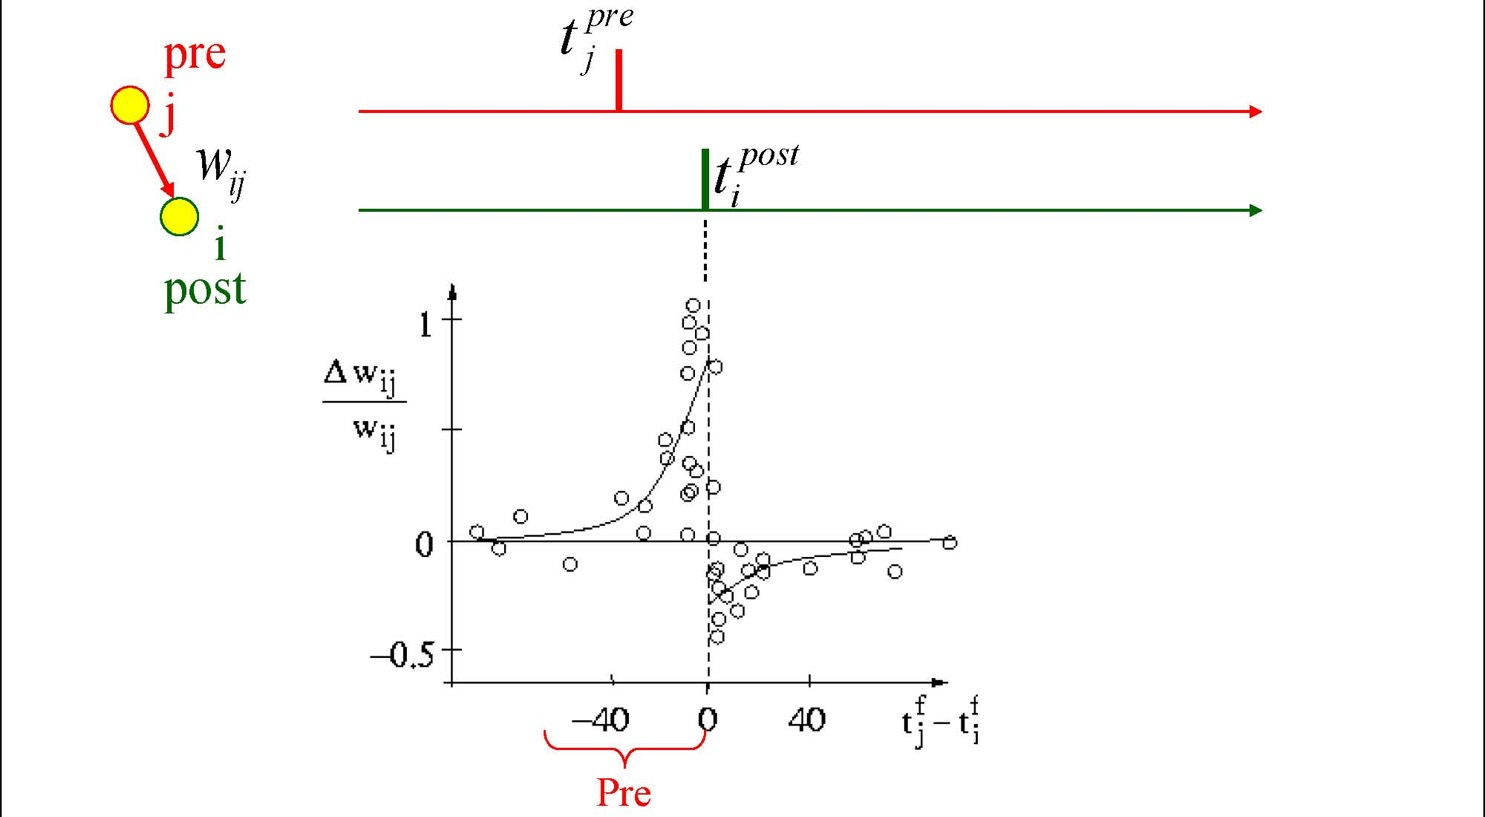 pre
j
w_ij
i
post
t_j^pre
t_i^post
Δw_ij
w_ij
1
0
–0.5
–40 0 40 t_j^f – t_i^f
Pre